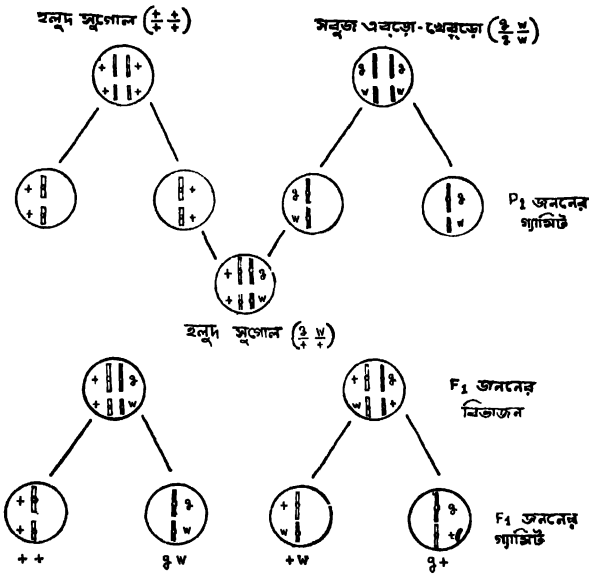 হলুদ সুগোল (+/+ +/+)
সবুজ এবড়ো-খেবড়ো (g/g w/w)
+ + g g
+ + w w
+ + g g
+ + w w
P1 জননের
গ্যামিট
+ g
+ w
হলুদ সুগোল (g/+ w/+)
+ g + g
+ w w +
F1 জননের
বিভাজন
+ g + g
+ w w +
F1 জননের
গ্যামিট
+ + g w + w g +